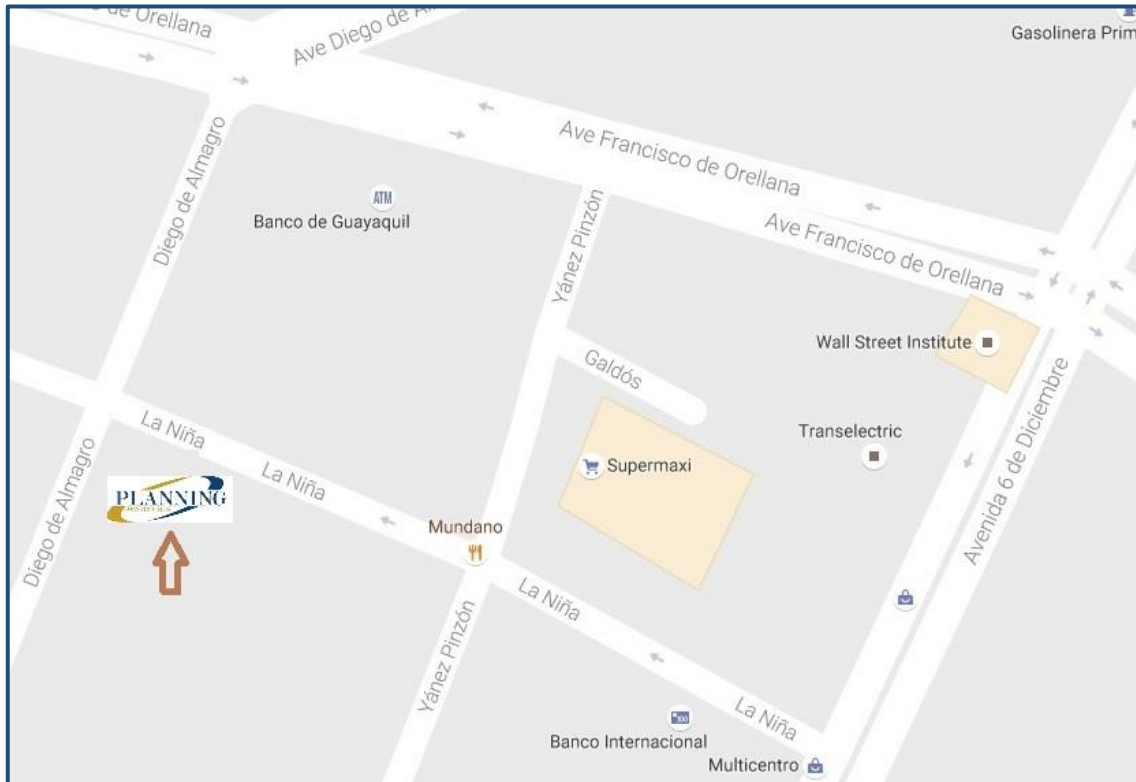 de Orellana
Ave Diego de Al
Gasolinera Prim
Ave Francisco de Orellana
Diego de Almagro
ATM
Banco de Guayaquil
Yánez Pinzón
Ave Francisco de Orellana
Wall Street Institute
Galdós
Avenida 6 de Diciembre
La Niña
Transelectric
Supermaxi
La Niña
Diego de Almagro
PLANNING
Mundano
La Niña
Yánez Pinzón
La Niña
Banco Internacional
Multicentro